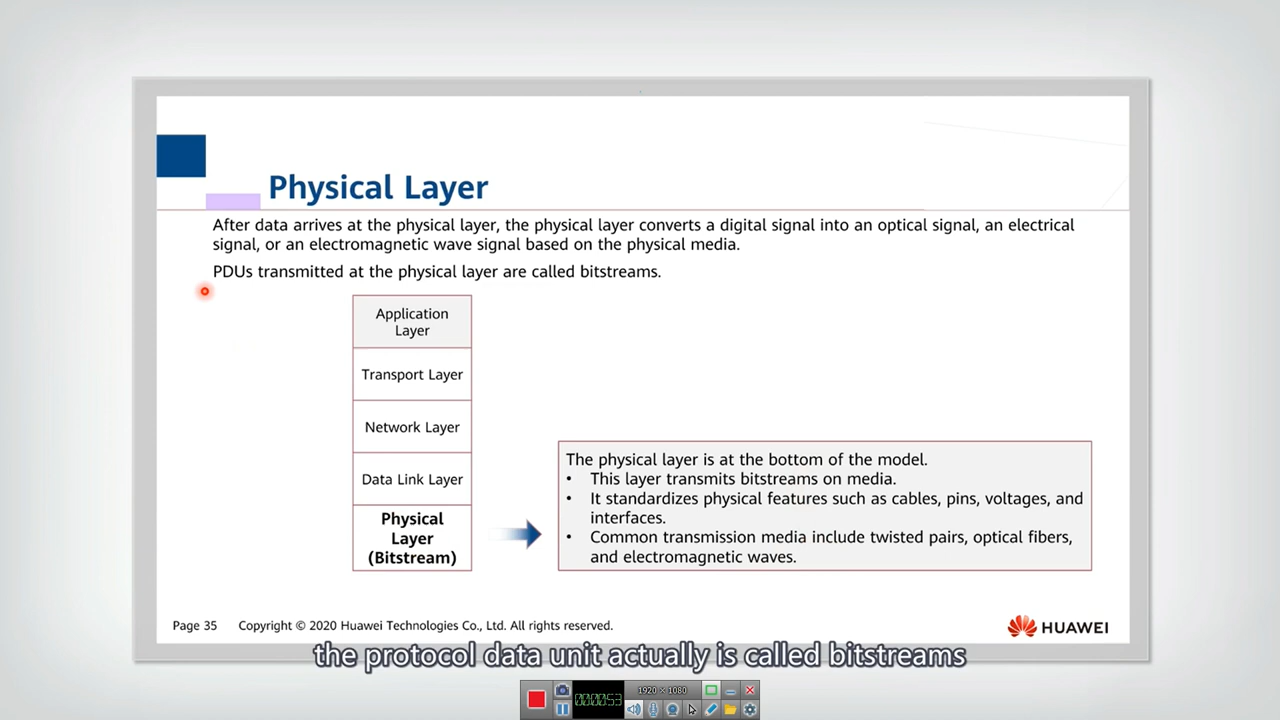 Physical Layer
After data arrives at the physical layer, the physical layer converts a digital signal into an optical signal, an electrical
signal, or an electromagnetic wave signal based on the physical media.
PDUs transmitted at the physical layer are called bitstreams.
Application
Layer
Transport Layer
Network Layer
Data Link Layer
Physical
Layer
(Bitstream)
The physical layer is at the bottom of the model.
• This layer transmits bitstreams on media.
• It standardizes physical features such as cables, pins, voltages, and
interfaces.
• Common transmission media include twisted pairs, optical fibers,
and electromagnetic waves.
Page 35 Copyright © 2020 Huawei Technologies Co., Ltd. All rights reserved.
HUAWEI
the protocol data unit actually is called bitstreams
1920 × 1080
00:00:53